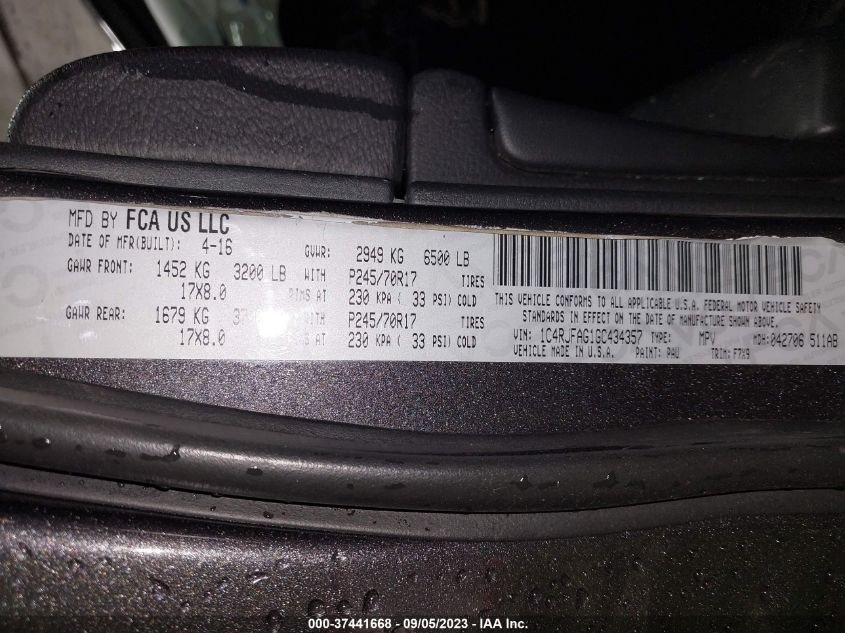 MFD BY FCA US LLC
DATE OF MFR(BUILT): 4-16 GVWR: 2949 KG 6500 LB
GAWR FRONT: 1452 KG 3200 LB WITH P245/70R17 TIRES
17X8.0 RIMS AT 230 KPA ( 33 PSI) COLD
GAWR REAR: 1679 KG LB WITH P245/70R17 TIRES
17X8.0 RIMS AT 230 KPA ( 33 PSI) COLD
THIS VEHICLE CONFORMS TO ALL APPLICABLE U.S.A. FEDERAL MOTOR VEHICLE SAFETY
STANDARDS IN EFFECT ON THE DATE OF MANUFACTURE SHOWN ABOVE.
VIN: 1C4RJFAG1GC434357 TYPE: MPV MDH: 042706 511AB
VEHICLE MADE IN U.S.A. PAINT: PAU TRIM: F7X9
000-37441668 - 09/05/2023 - IAA Inc.